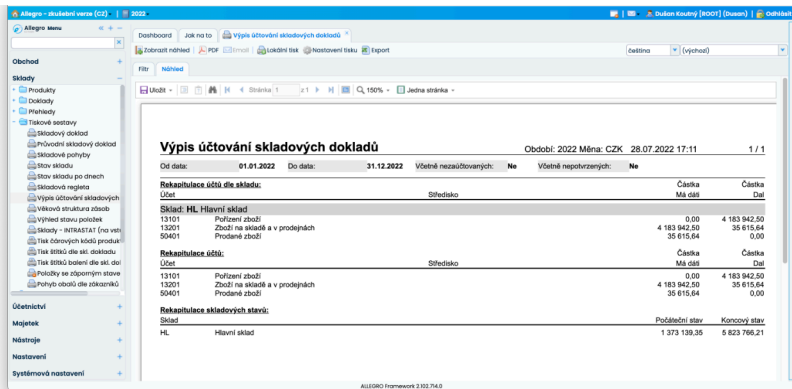 Allegro - zkušební verze (CZ) 2022 Dušan Koutný [ROOT] (Dusan) Odhlásit
Allegro Menu
Dashboard Jak na to Výpis účtování skladových dokladů
Zobrazit náhled PDF Email Lokální tisk Nastavení tisku Export čeština (výchozí)
Obchod
Sklady
Produkty
Doklady
Přehledy
Tiskové sestavy
Skladový doklad
Průvodní skladový doklad
Skladové pohyby
Stav skladu
Stav skladu po dnech
Skladová regleta
Výpis účtování skladových
Věková struktura zásob
Výhled stavu položek
Sklady - INTRASTAT (na vstu
Tisk čárových kódů produk
Tisk štítků dle skl. dokladu
Tisk štítků balení dle skl. dok
Položky se záporným stave
Pohyb obalů dle zákazníků
Účetnictví
Majetek
Nástroje
Nastavení
Systémová nastavení
Filtr Náhled
Uložit Stránka 1 z 1 150% Jedna stránka
Výpis účtování skladových dokladů Období: 2022 Měna: CZK 28.07.2022 17:11 1 / 1
Od data: 01.01.2022 Do data: 31.12.2022 Včetně nezaúčtovaných: Ne Včetně nepotvrzených: Ne
Rekapitulace účtů dle skladu: Částka Částka
Účet Středisko Má dáti Dal
Sklad: HL Hlavní sklad
13101 Pořízení zboží 0,00 4 183 942,50
13201 Zboží na skladě a v prodejnách 4 183 942,50 35 615,64
50401 Prodané zboží 35 615,64 0,00
Rekapitulace účtů: Částka Částka
Účet Středisko Má dáti Dal
13101 Pořízení zboží 0,00 4 183 942,50
13201 Zboží na skladě a v prodejnách 4 183 942,50 35 615,64
50401 Prodané zboží 35 615,64 0,00
Rekapitulace skladových stavů:
Sklad Počáteční stav Koncový stav
HL Hlavní sklad 1 373 139,35 5 823 766,21
ALLEGRO Framework 2.102.714.0